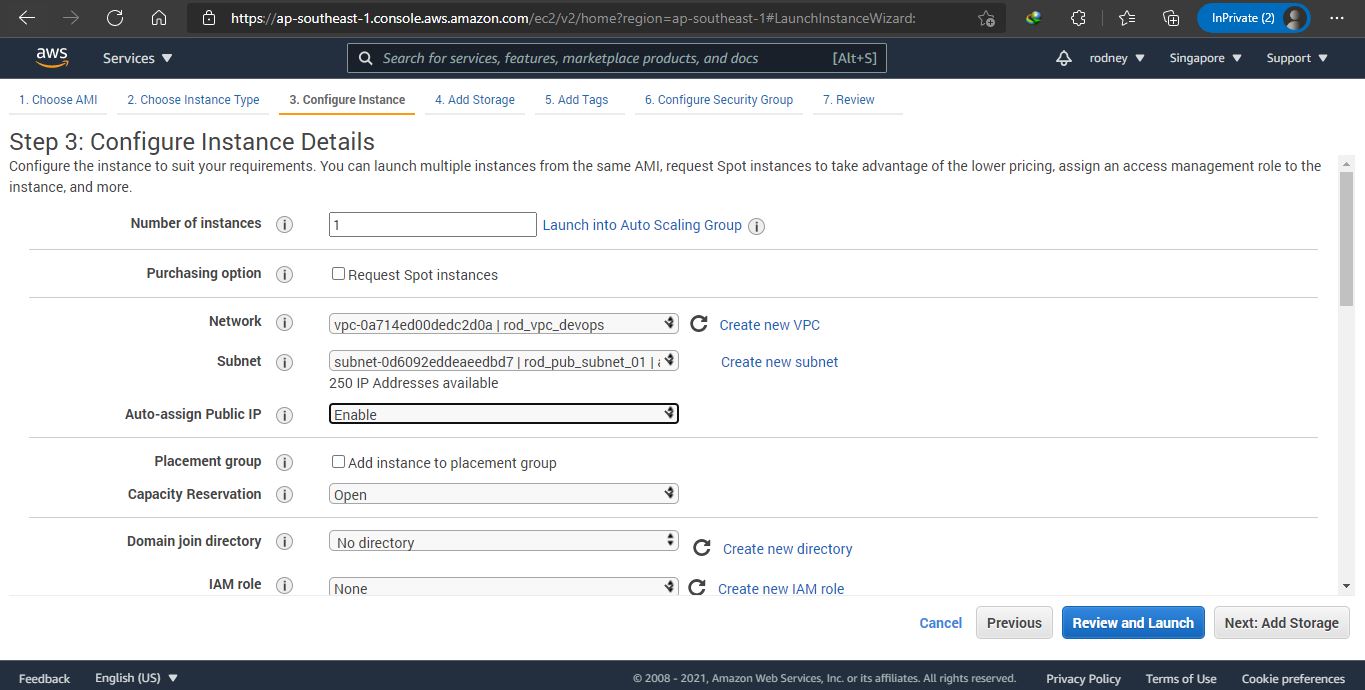 https://ap-southeast-1.console.aws.amazon.com/ec2/v2/home?region=ap-southeast-1#LaunchInstanceWizard:
InPrivate (2)
aws
Services
Search for services, features, marketplace products, and docs
[Alt+S]
rodney
Singapore
Support
1. Choose AMI
2. Choose Instance Type
3. Configure Instance
4. Add Storage
5. Add Tags
6. Configure Security Group
7. Review
Step 3: Configure Instance Details
Configure the instance to suit your requirements. You can launch multiple instances from the same AMI, request Spot instances to take advantage of the lower pricing, assign an access management role to the
instance, and more.
Number of instances
1
Launch into Auto Scaling Group
Purchasing option
Request Spot instances
Network
vpc-0a714ed00dedc2d0a | rod_vpc_devops
Create new VPC
Subnet
subnet-0d6092eddeaeedbd7 | rod_pub_subnet_01 |
Create new subnet
250 IP Addresses available
Auto-assign Public IP
Enable
Placement group
Add instance to placement group
Capacity Reservation
Open
Domain join directory
No directory
Create new directory
IAM role
None
Create new IAM role
Cancel
Previous
Review and Launch
Next: Add Storage
Feedback
English (US)
© 2008 - 2021, Amazon Web Services, Inc. or its affiliates. All rights reserved.
Privacy Policy
Terms of Use
Cookie preferences